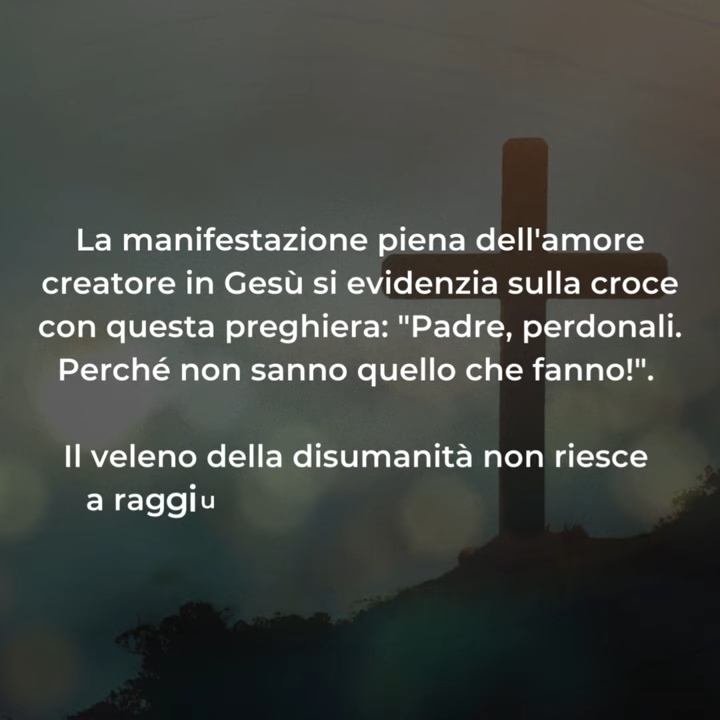 La manifestazione piena dell'amore
creatore in Gesù si evidenzia sulla croce
con questa preghiera: "Padre, perdonali.
Perché non sanno quello che fanno!".
Il veleno della disumanità non riesce
a raggiu